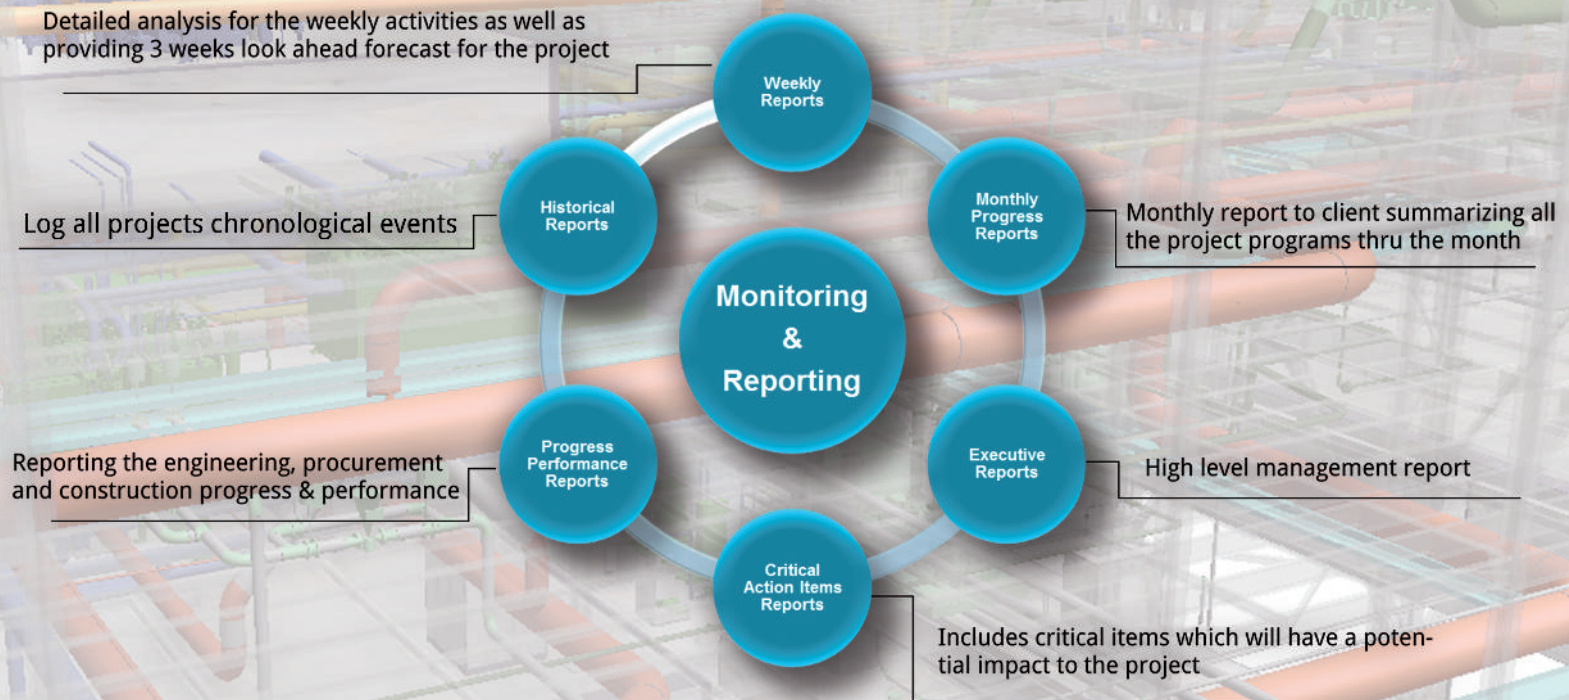 Detailed analysis for the weekly activities as well as
providing 3 weeks look ahead forecast for the project
Weekly
Reports
Historical
Reports
Log all projects chronological events
Monthly
Progress
Reports
Monthly report to client summarizing all
the project programs thru the month
Monitoring
&
Reporting
Progress
Performance
Reports
Reporting the engineering, procurement
and construction progress & performance
Executive
Reports
High level management report
Critical
Action Items
Reports
Includes critical items which will have a poten-
tial impact to the project